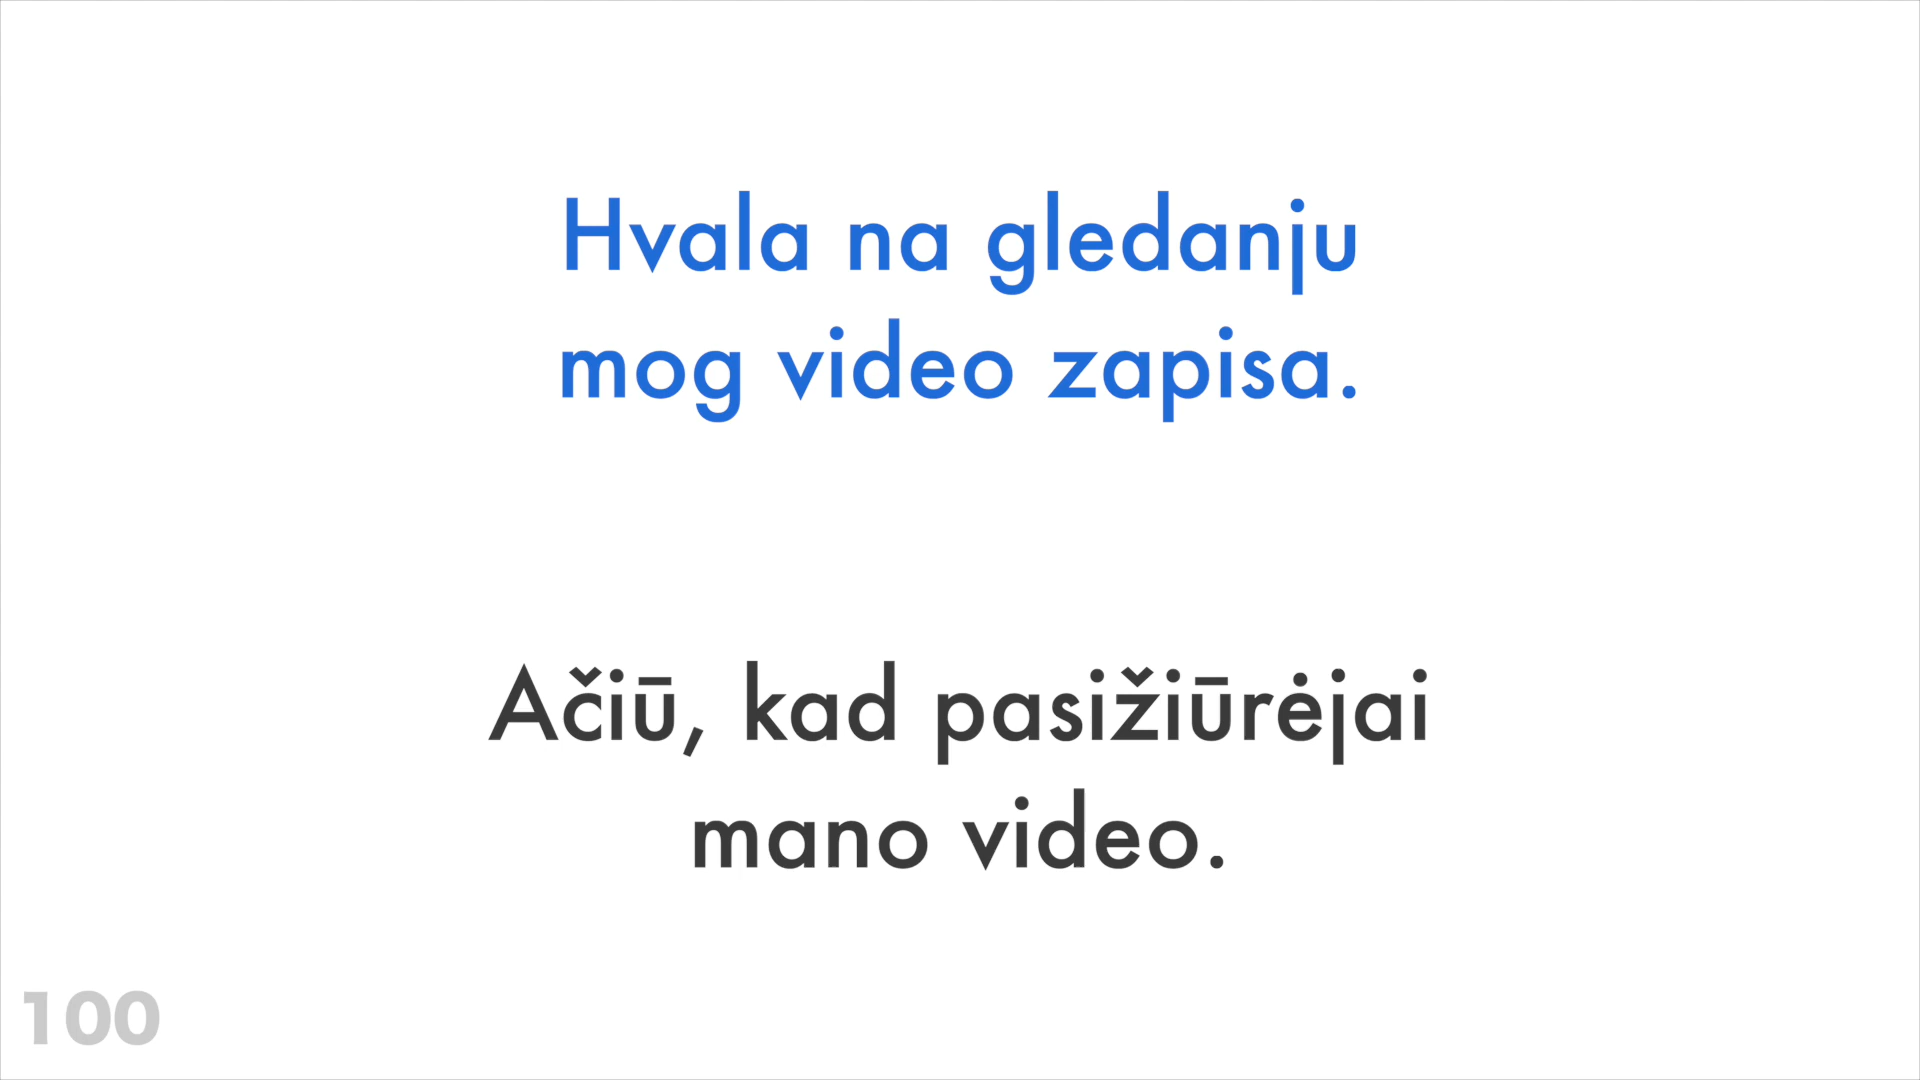 Hvala na gledanju
mog video zapisa.
Ačiū, kad pasižiūrėjai
mano video.
100